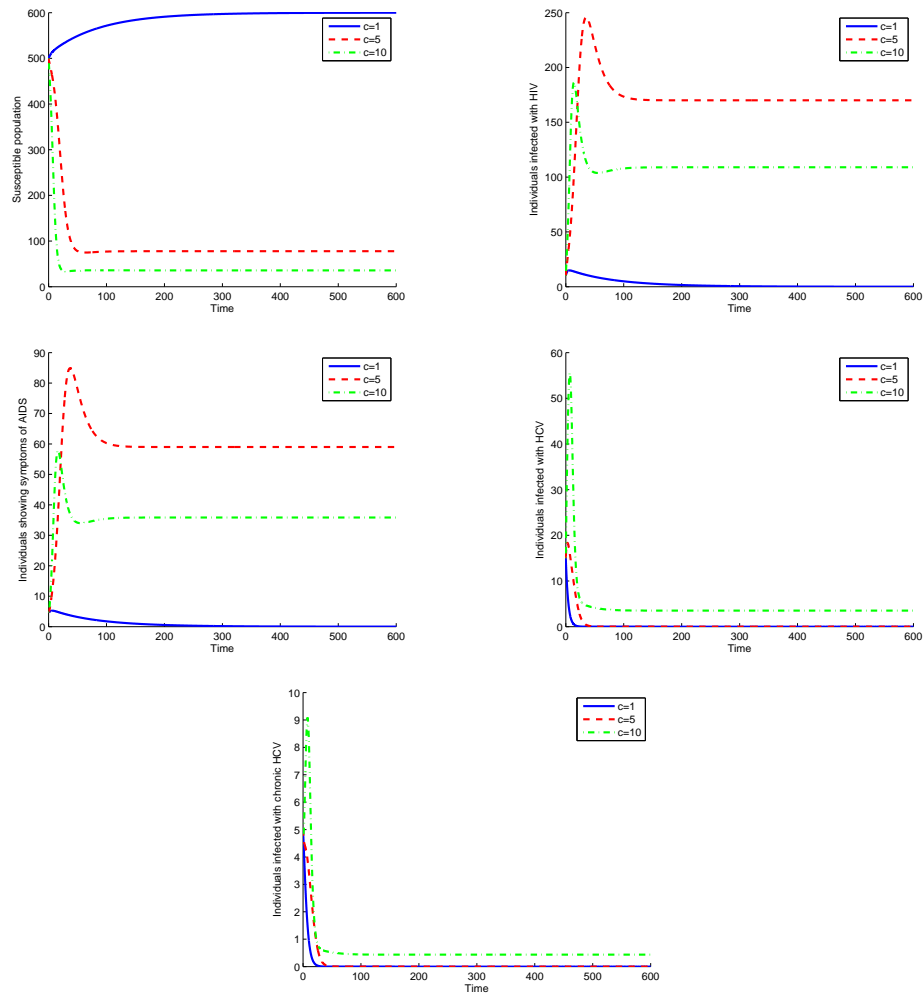 600
500
400
300
200
100
0
Susceptible population
0 100 200 300 400 500 600
Time
c=1
c=5
c=10
250
200
150
100
50
0
Individuals infected with HIV
0 100 200 300 400 500 600
Time
c=1
c=5
c=10
90
80
70
60
50
40
30
20
10
0
Individuals showing symptoms of AIDS
0 100 200 300 400 500 600
Time
c=1
c=5
c=10
60
50
40
30
20
10
0
Individuals infected with HCV
0 100 200 300 400 500 600
Time
c=1
c=5
c=10
10
9
8
7
6
5
4
3
2
1
0
Individuals infected with chronic HCV
0 100 200 300 400 500 600
Time
c=1
c=5
c=10